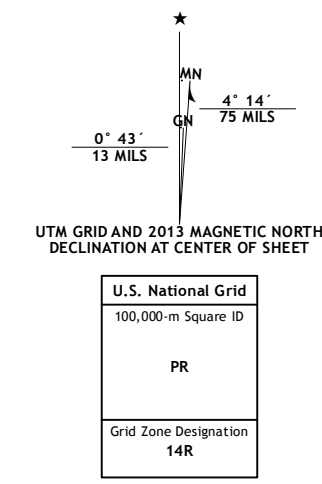 ★
MN
4° 14´
75 MILS
GN
0° 43´
13 MILS
UTM GRID AND 2013 MAGNETIC NORTH
DECLINATION AT CENTER OF SHEET
U.S. National Grid
100,000-m Square ID
PR
Grid Zone Designation
14R